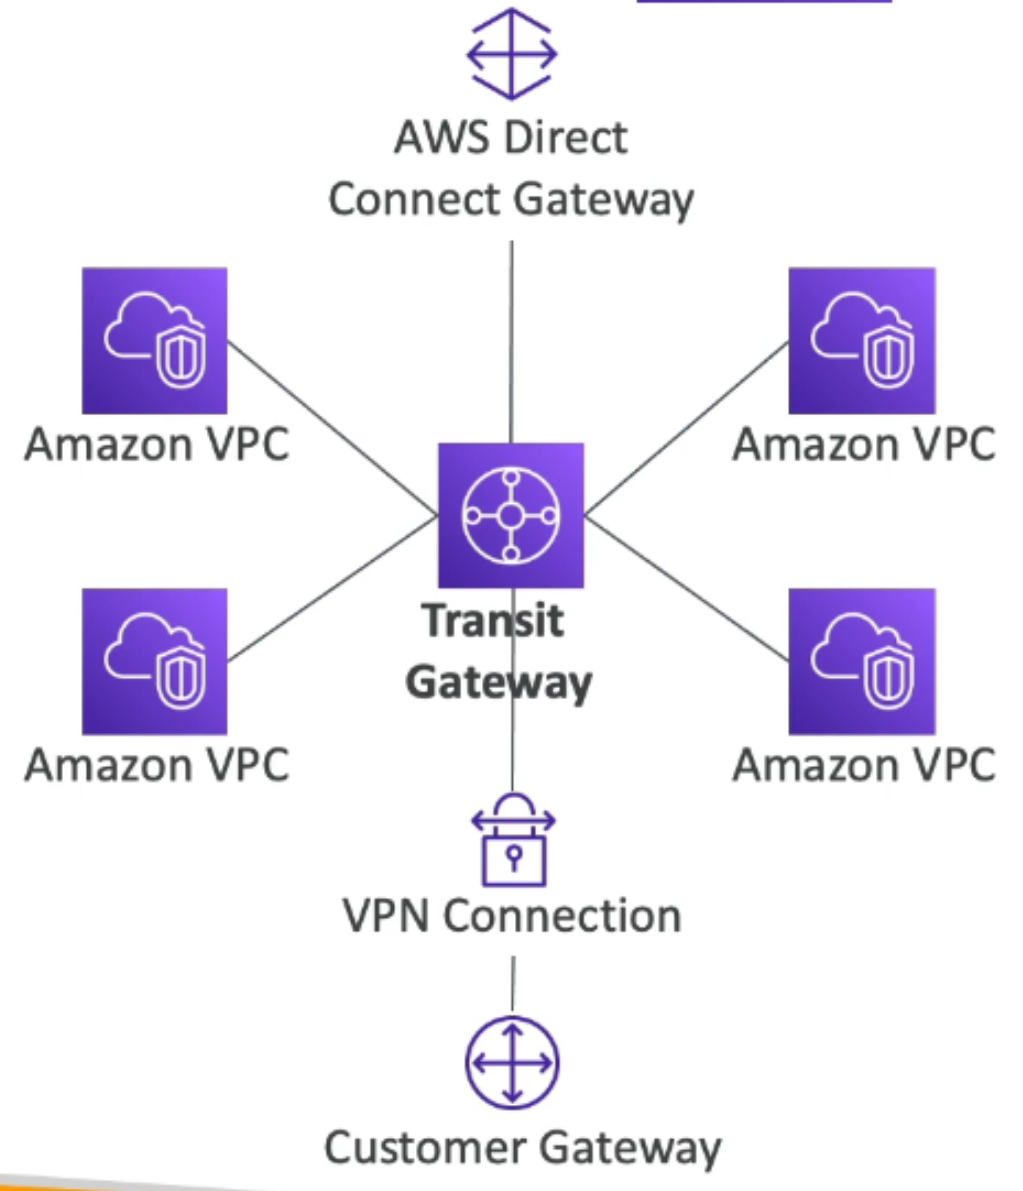 AWS Direct
Connect Gateway
Amazon VPC
Amazon VPC
Transit
Gateway
Amazon VPC
Amazon VPC
VPN Connection
Customer Gateway